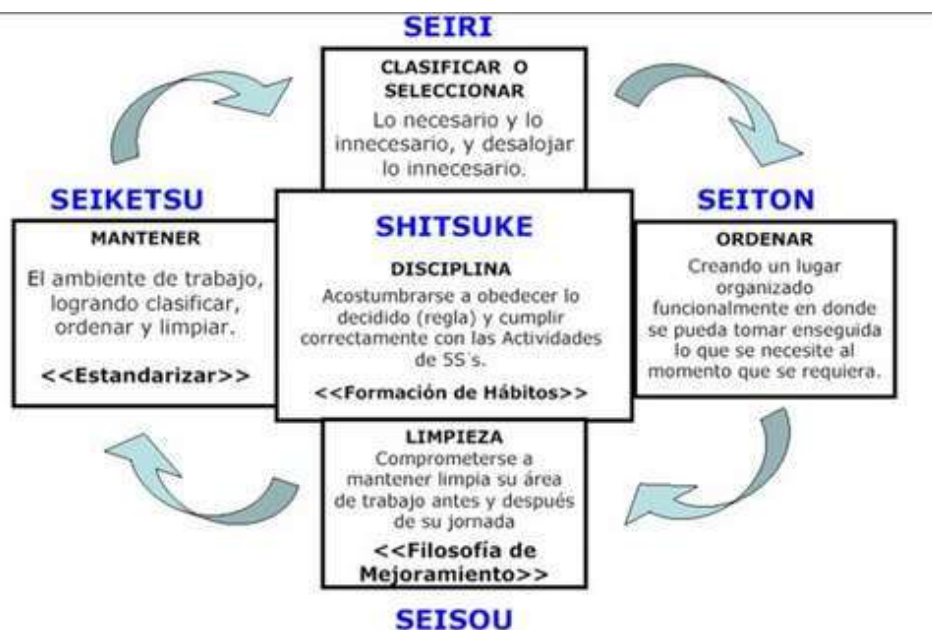 SEIRI
CLASIFICAR O
SELECCIONAR
Lo necesario y lo
innecesario, y desalojar
lo innecesario.
SEIKETSU
MANTENER
El ambiente de trabajo,
logrando clasificar,
ordenar y limpiar.
<<Estandarizar>>
SHITSUKE
DISCIPLINA
Acostumbrarse a obedecer lo
decidido (regla) y cumplir
correctamente con las Actividades
de 5S´s.
<<Formación de Hábitos>>
SEITON
ORDENAR
Creando un lugar
organizado
funcionalmente en donde
se pueda tomar enseguida
lo que se necesite al
momento que se requiera.
LIMPIEZA
Comprometerse a
mantener limpia su área
de trabajo antes y después
de su jornada
<<Filosofía de
Mejoramiento>>
SEISOU